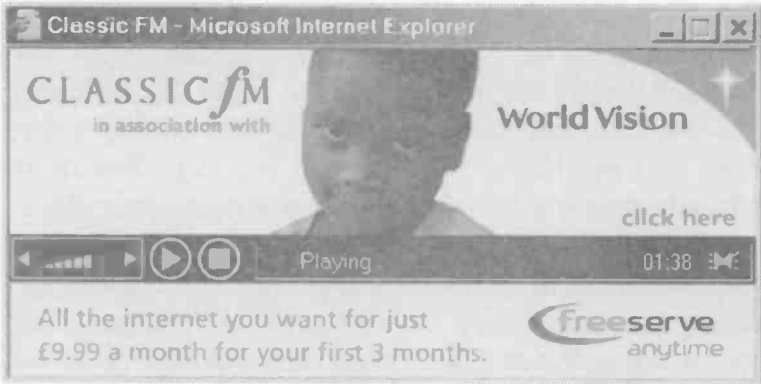 Classic FM - Microsoft Internet Explorer
CLASSIC fM
in association with
World Vision
click here
Playing
01:38
All the internet you want for just
£9.99 a month for your first 3 months.
freeserve
anytime